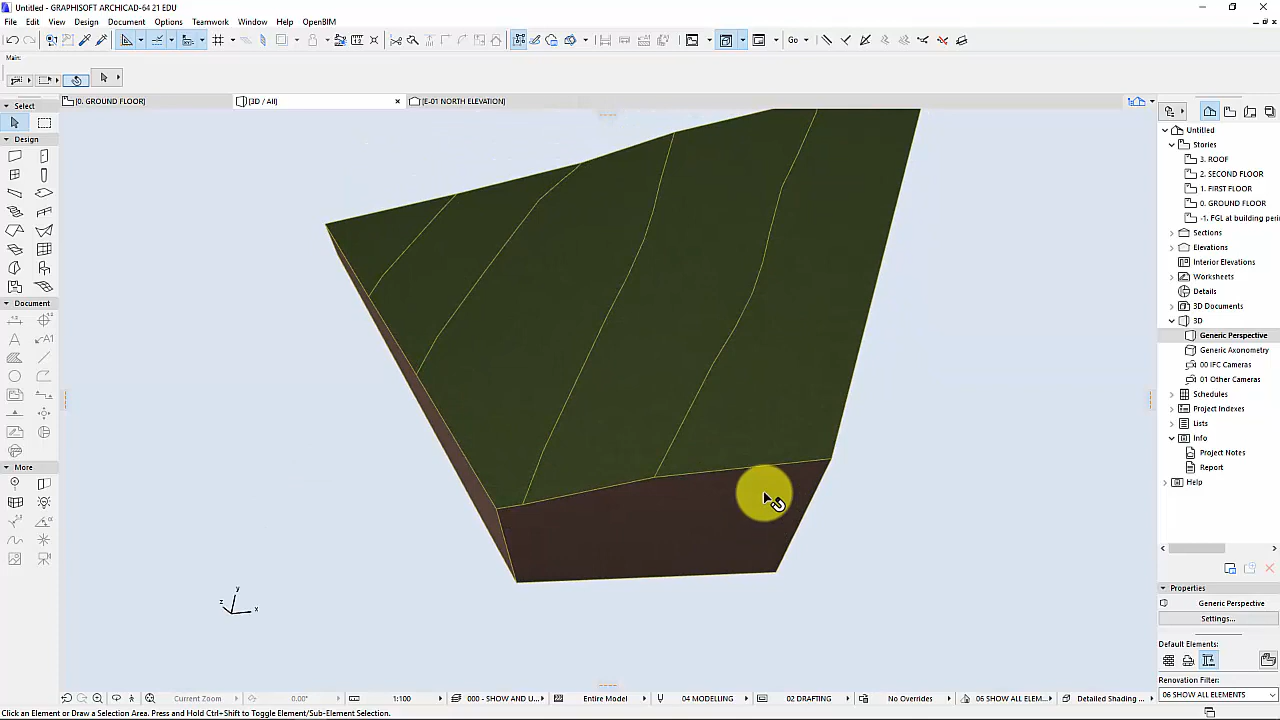 Untitled - GRAPHISOFT ARCHICAD-64 21 EDU
File Edit View Design Document Options Teamwork Window Help OpenBIM
Go
Main:
[0. GROUND FLOOR] [3D / All] [E-01 NORTH ELEVATION]
Select
Design
Document
A1
More
Untitled
Stories
3. ROOF
2. SECOND FLOOR
1. FIRST FLOOR
0. GROUND FLOOR
-1. FGL at building peri
Sections
Elevations
Interior Elevations
Worksheets
Details
3D Documents
3D
Generic Perspective
Generic Axonometry
00 IFC Cameras
01 Other Cameras
Schedules
Project Indexes
Lists
Info
Project Notes
Report
Help
Properties
Generic Perspective
Settings...
Default Elements:
Renovation Filter:
06 SHOW ALL ELEMENTS
y
z x
Current Zoom 0.00° 1:100 000 - SHOW AND U... Entire Model 04 MODELLING 02 DRAFTING No Overrides 06 SHOW ALL ELEM... Detailed Shading ...
Click an Element or Draw a Selection Area. Press and Hold Ctrl+Shift to Toggle Element/Sub-Element Selection.